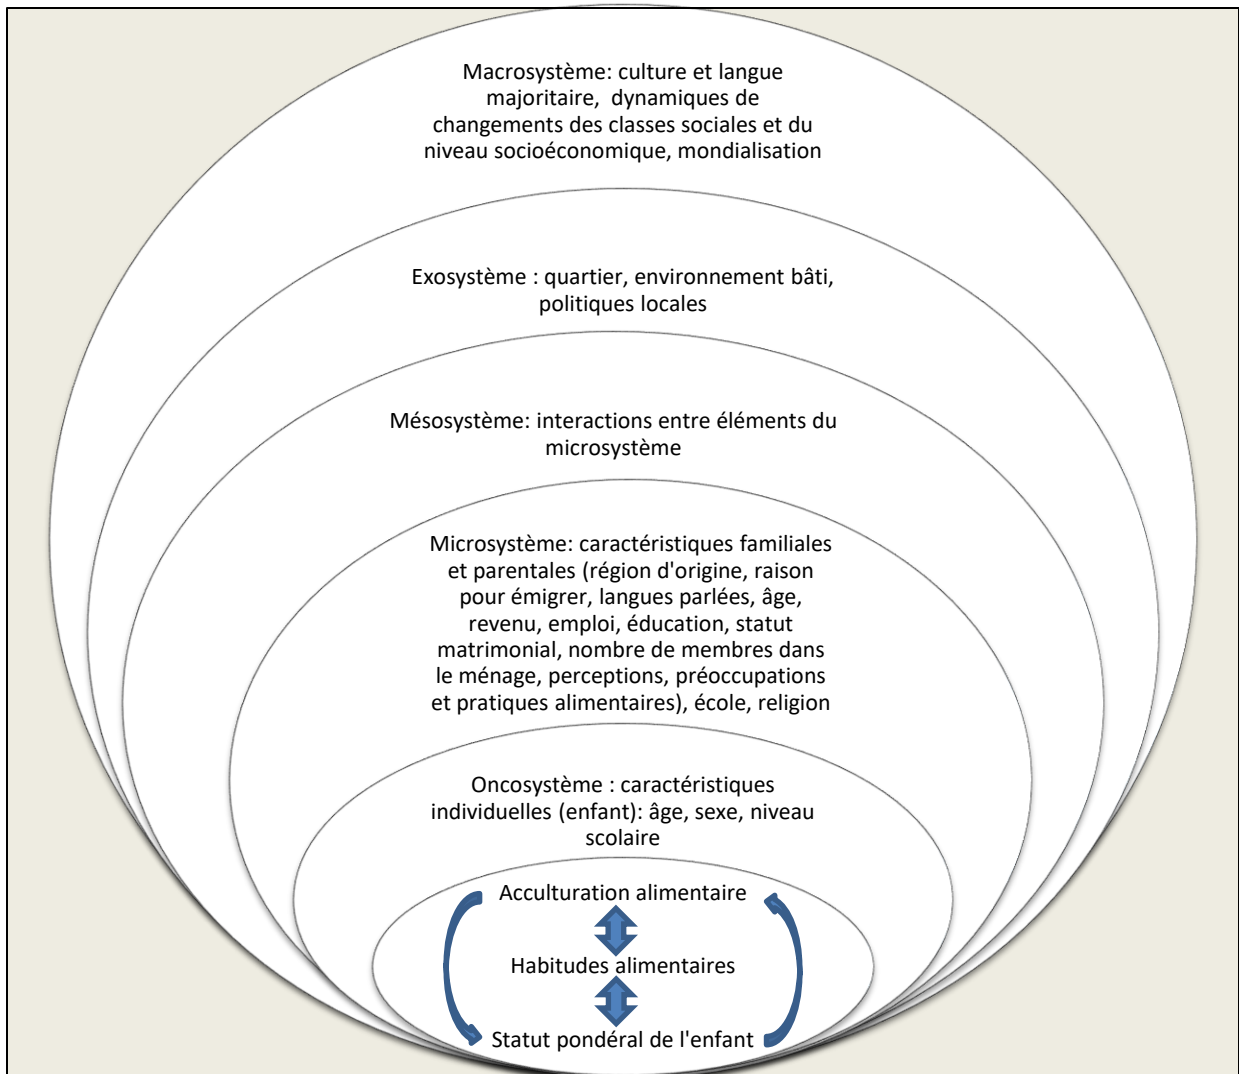 Macrosystème: culture et langue
majoritaire, dynamiques de
changements des classes sociales et du
niveau socioéconomique, mondialisation
Exosystème : quartier, environnement bâti,
politiques locales
Mésosystème: interactions entre éléments du
microsystème
Microsystème: caractéristiques familiales
et parentales (région d'origine, raison
pour émigrer, langues parlées, âge,
revenu, emploi, éducation, statut
matrimonial, nombre de membres dans
le ménage, perceptions, préoccupations
et pratiques alimentaires), école, religion
Oncosystème : caractéristiques
individuelles (enfant): âge, sexe, niveau
scolaire
Acculturation alimentaire
Habitudes alimentaires
Statut pondéral de l'enfant